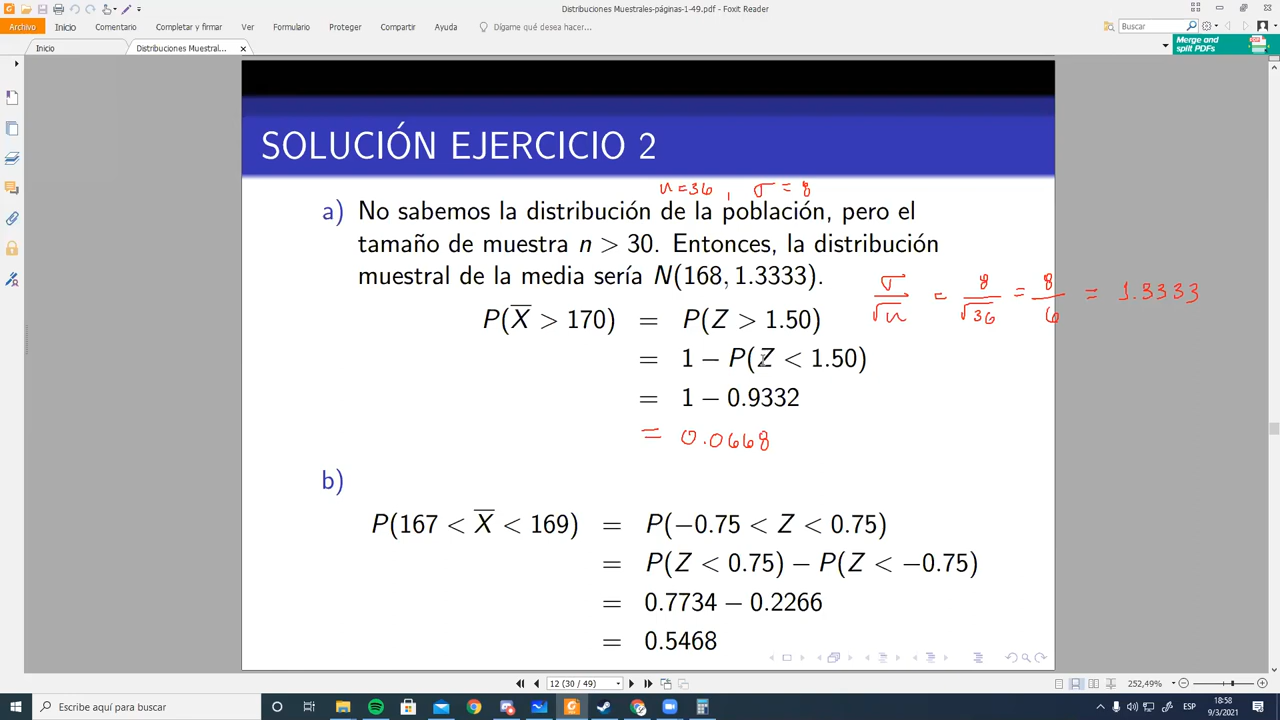 Distribuciones Muestrales-páginas-1-49.pdf - Foxit Reader
Archivo Inicio Comentario Completar y firmar Ver Formulario Proteger Compartir Ayuda ¿Tipo qué desea hacer... Buscar
Inicio Distribuciones Muestral...
Merge and
split PDFs
SOLUCIÓN EJERCICIO 2
n=36 , σ = 8
a) No sabemos la distribución de la población, pero el
tamaño de muestra n > 30. Entonces, la distribución
muestral de la media sería N(168, 1.3333).
σ/√n = 8/√36 = 8/6 = 1.3333
P(X̅ > 170) = P(Z > 1.50)
= 1 − P(Z < 1.50)
= 1 − 0.9332
= 0.0668
b)
P(167 < X̅ < 169) = P(−0.75 < Z < 0.75)
= P(Z < 0.75) − P(Z < −0.75)
= 0.7734 − 0.2266
= 0.5468
12 (30 / 49) 252,49%
Escribe aquí para buscar
ESP
18:58
9/3/2021